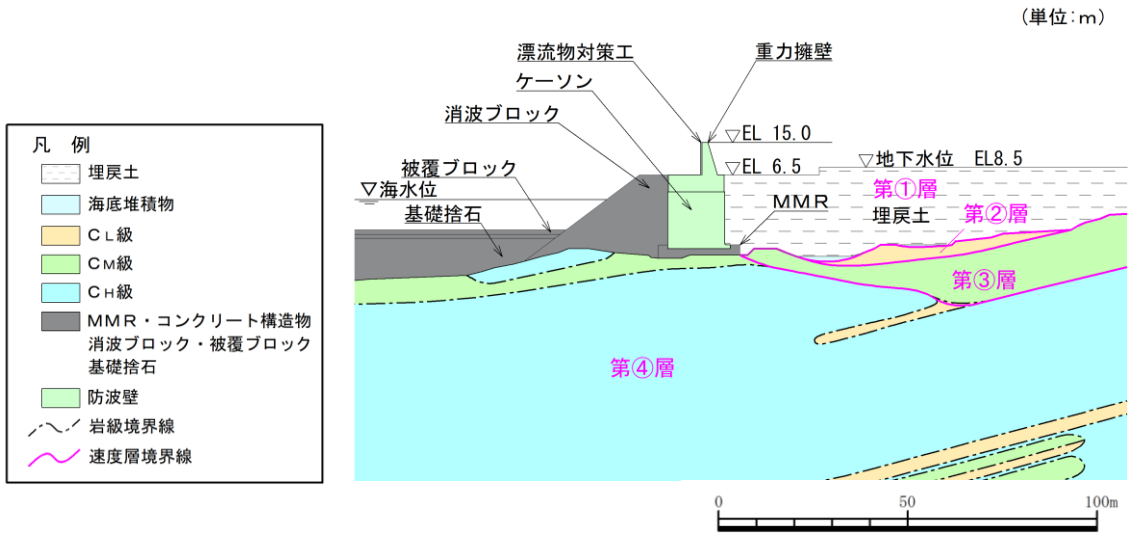 (単位:m)
漂流物対策工
重力擁壁
ケーソン
消波ブロック
▽EL 15.0
被覆ブロック
▽EL 6.5
▽地下水位 EL8.5
▽海水位
第①層
基礎捨石
MMR
埋戻土
第②層
第③層
第④層
凡 例
埋戻土
海底堆積物
CL級
CM級
CH級
MMR・コンクリート構造物
消波ブロック・被覆ブロック
基礎捨石
防波壁
岩級境界線
速度層境界線
0 50 100m